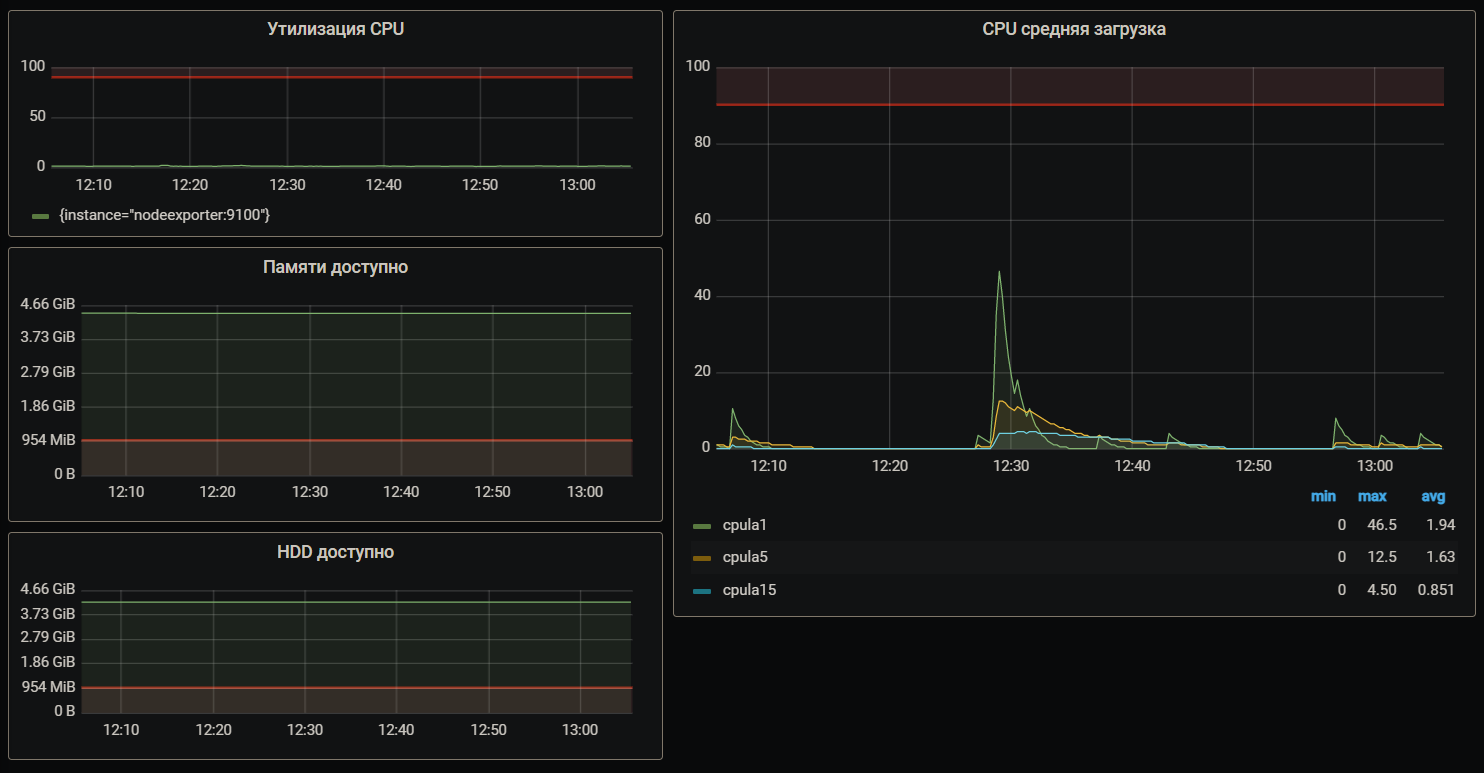 Утилизация CPU
100
50
0
12:10 12:20 12:30 12:40 12:50 13:00
{instance="nodeexporter:9100"}
Памяти доступно
4.66 GiB
3.73 GiB
2.79 GiB
1.86 GiB
954 MiB
0 B
12:10 12:20 12:30 12:40 12:50 13:00
HDD доступно
4.66 GiB
3.73 GiB
2.79 GiB
1.86 GiB
954 MiB
0 B
12:10 12:20 12:30 12:40 12:50 13:00
CPU средняя загрузка
100
80
60
40
20
0
12:10 12:20 12:30 12:40 12:50 13:00
min max avg
cpula1 0 46.5 1.94
cpula5 0 12.5 1.63
cpula15 0 4.50 0.851